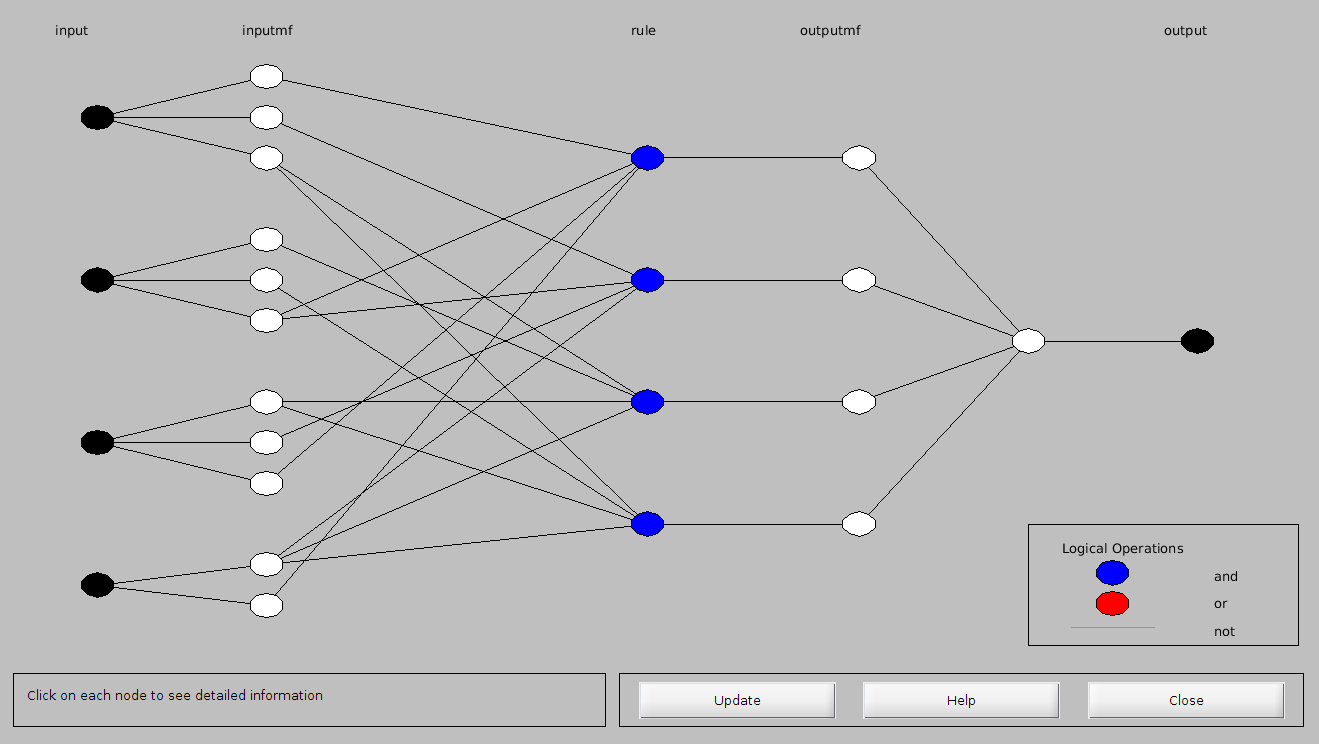 input
inputmf
rule
outputmf
output
Logical Operations
and
or
not
Click on each node to see detailed information
Update
Help
Close